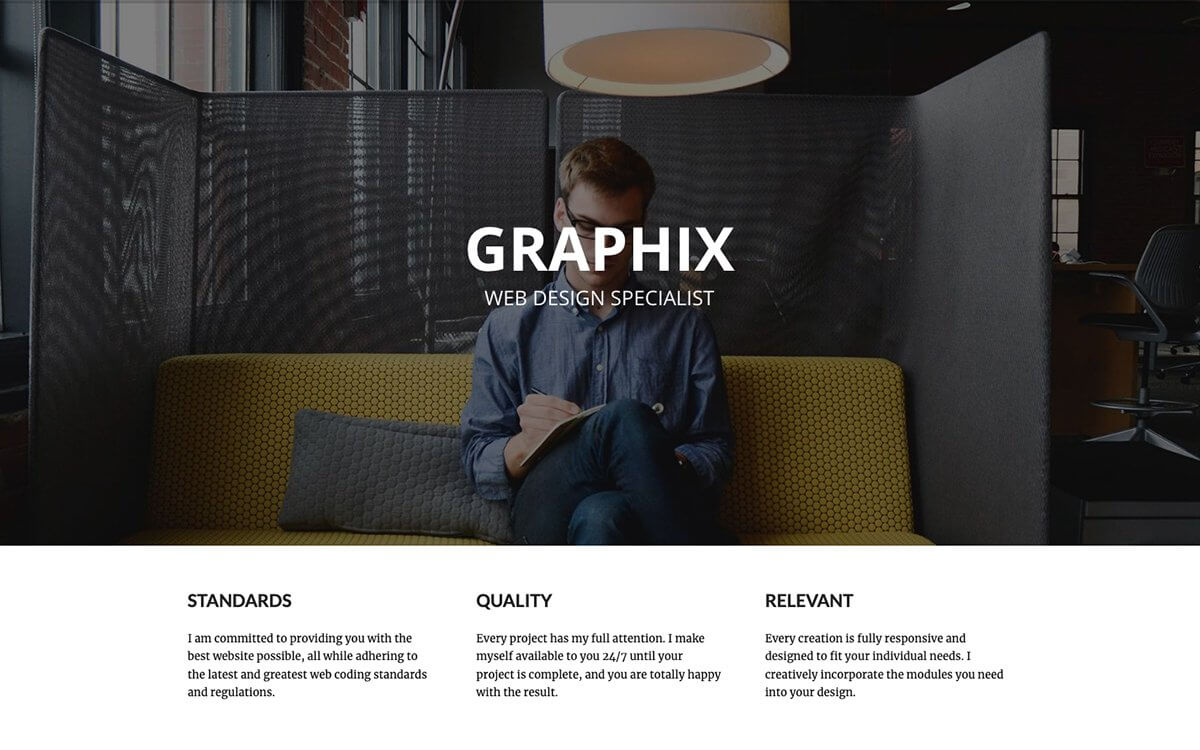 GRAPHIX
WEB DESIGN SPECIALIST
STANDARDS
I am committed to providing you with the
best website possible, all while adhering to
the latest and greatest web coding standards
and regulations.
QUALITY
Every project has my full attention. I make
myself available to you 24/7 until your
project is complete, and you are totally happy
with the result.
RELEVANT
Every creation is fully responsive and
designed to fit your individual needs. I
creatively incorporate the modules you need
into your design.